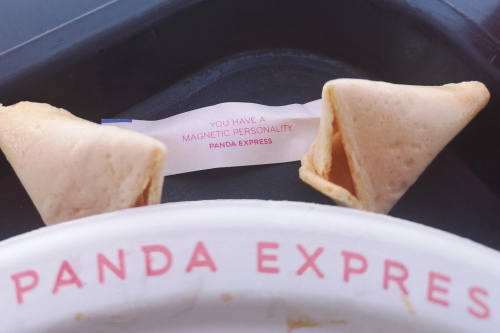 YOU HAVE A
MAGNETIC PERSONALITY
PANDA EXPRESS
PANDA EXPRES